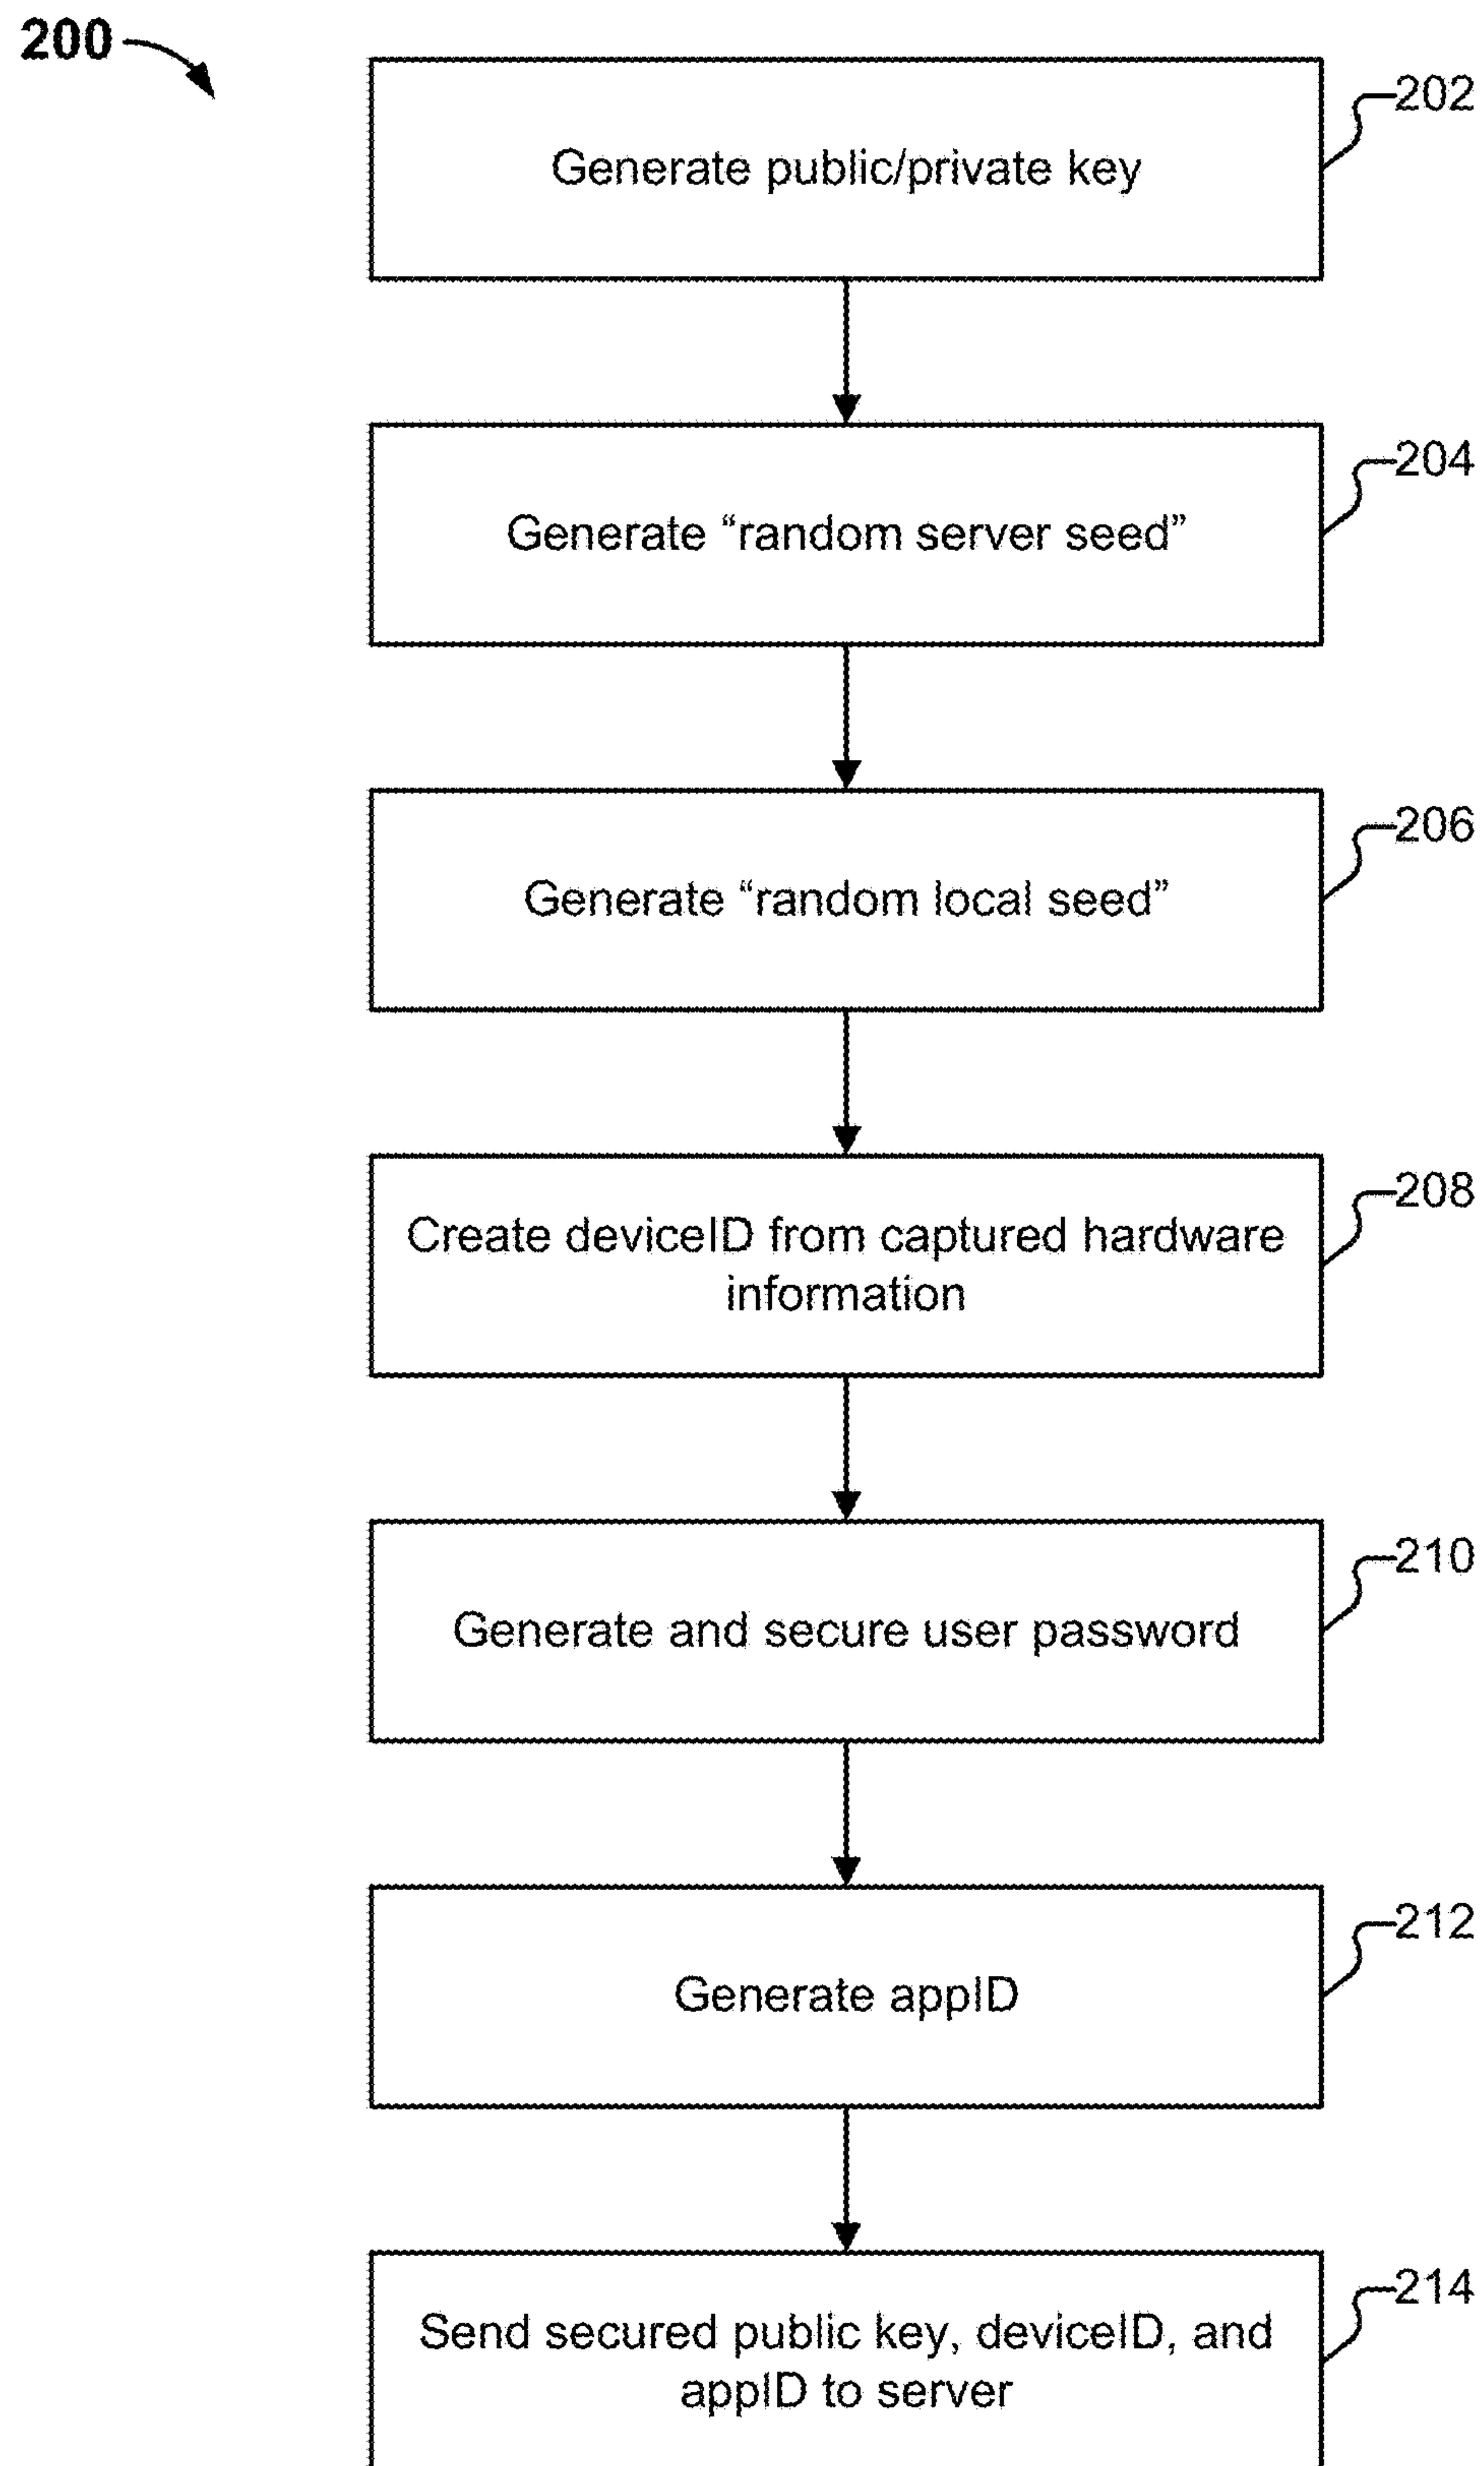 200
202
Generate public/private key
204
Generate “random server seed”
206
Generate “random local seed”
208
Create deviceID from captured hardware
information
210
Generate and secure user password
212
Generate appID
214
Send secured public key, deviceID, and
appID to server